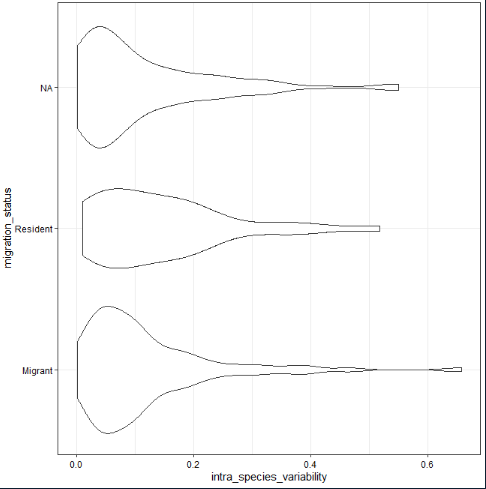 migration_status
NA
Resident
Migrant
0.0 0.2 0.4 0.6
intra_species_variability